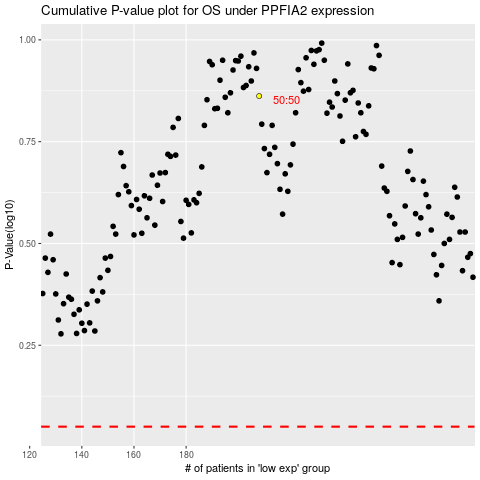 Cumulative P-value plot for OS under PPFIA2 expression
P-Value(log10)
1.00
0.75
0.50
0.25
50:50
120 140 160 180
# of patients in 'low exp' group